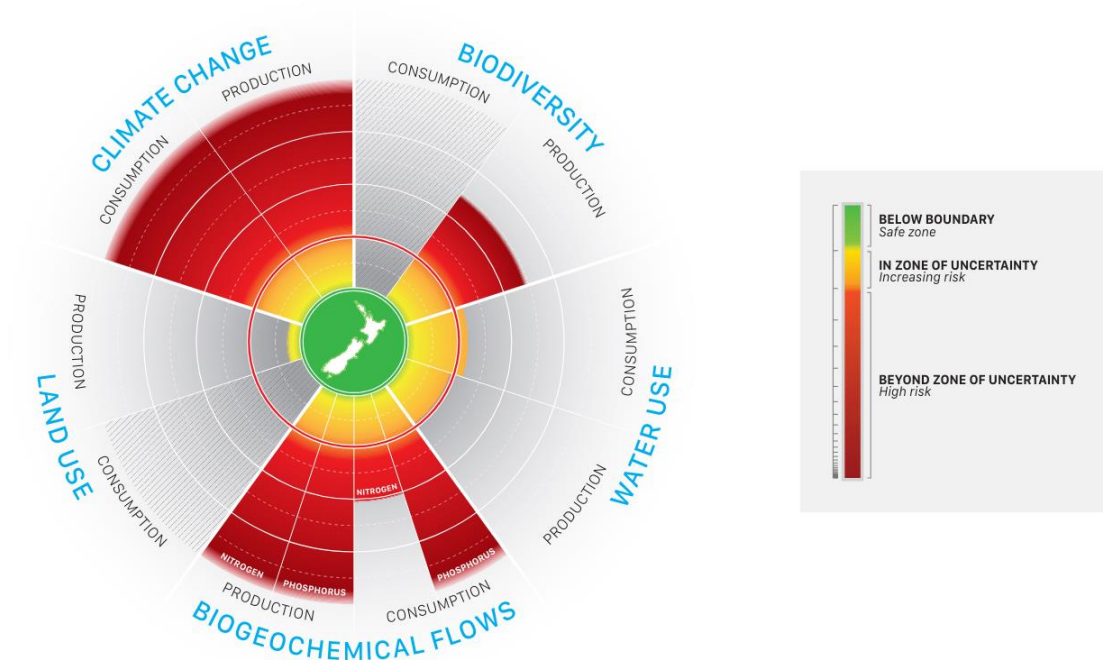 CLIMATE CHANGE
PRODUCTION
CONSUMPTION
BIODIVERSITY
CONSUMPTION
PRODUCTION
WATER USE
CONSUMPTION
PRODUCTION
BIOGEOCHEMICAL FLOWS
CONSUMPTION
NITROGEN
PHOSPHORUS
PRODUCTION
NITROGEN
PHOSPHORUS
LAND USE
CONSUMPTION
PRODUCTION
BELOW BOUNDARY
Safe zone
IN ZONE OF UNCERTAINTY
Increasing risk
BEYOND ZONE OF UNCERTAINTY
High risk